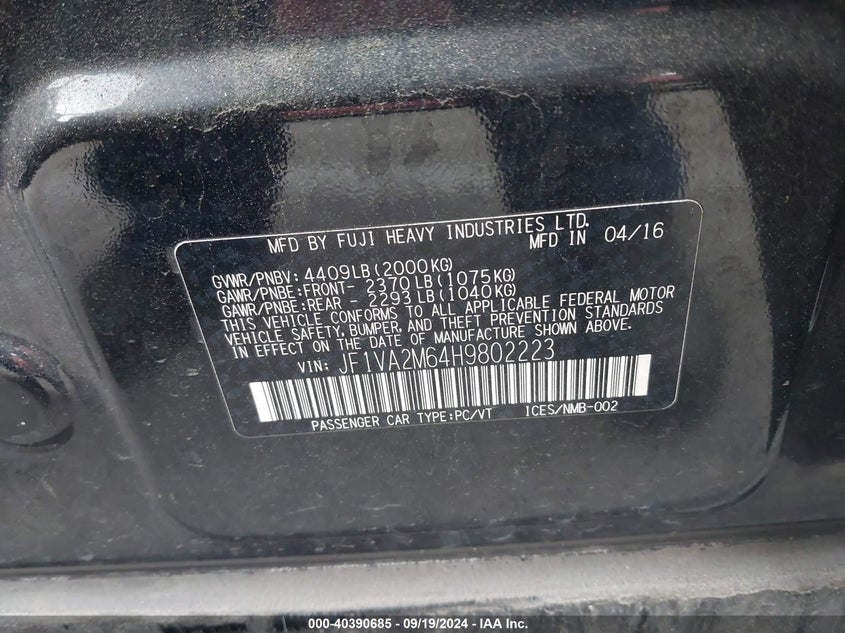 MFD BY FUJI HEAVY INDUSTRIES LTD.
MFD IN 04/16
GVWR/PNBV: 4409LB(2000KG)
GAWR/PNBE:FRONT- 2370LB(1075KG)
GAWR/PNBE:REAR - 2293LB(1040KG)
THIS VEHICLE CONFORMS TO ALL APPLICABLE FEDERAL MOTOR
VEHICLE SAFETY, BUMPER, AND THEFT PREVENTION STANDARDS
IN EFFECT ON THE DATE OF MANUFACTURE SHOWN ABOVE.
VIN: JF1VA2M64H9802223
PASSENGER CAR TYPE:PC/VT ICES/NMB-002
000-40390685 - 09/19/2024 - IAA Inc.